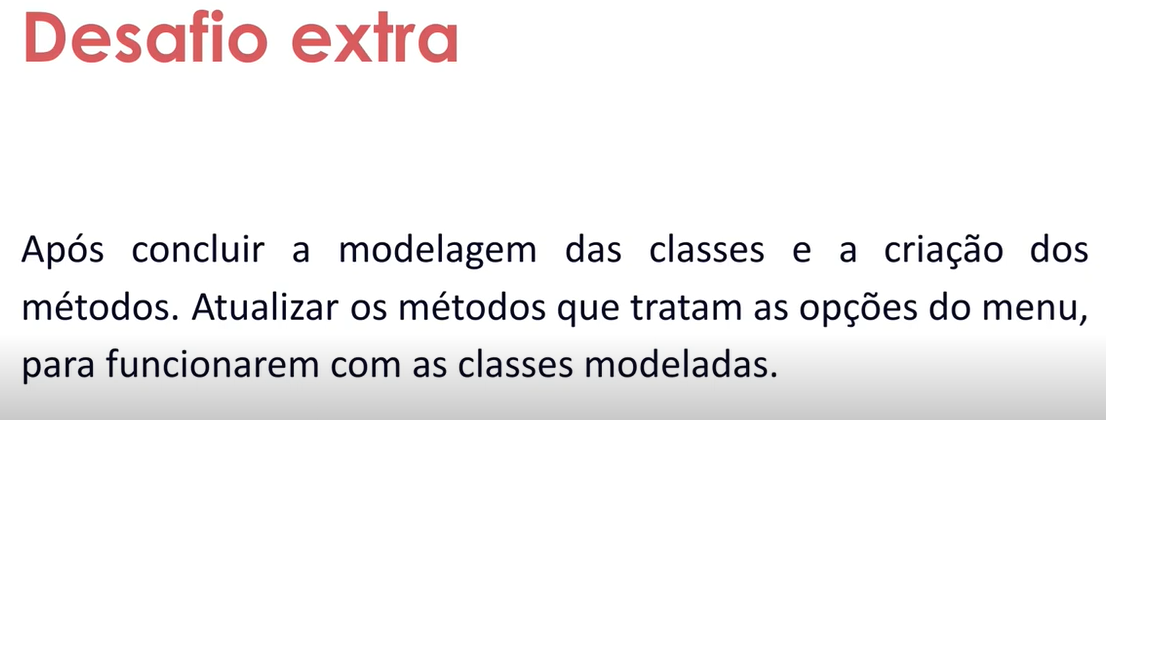 Desafio extra
Após concluir a modelagem das classes e a criação dos
métodos. Atualizar os métodos que tratam as opções do menu,
para funcionarem com as classes modeladas.